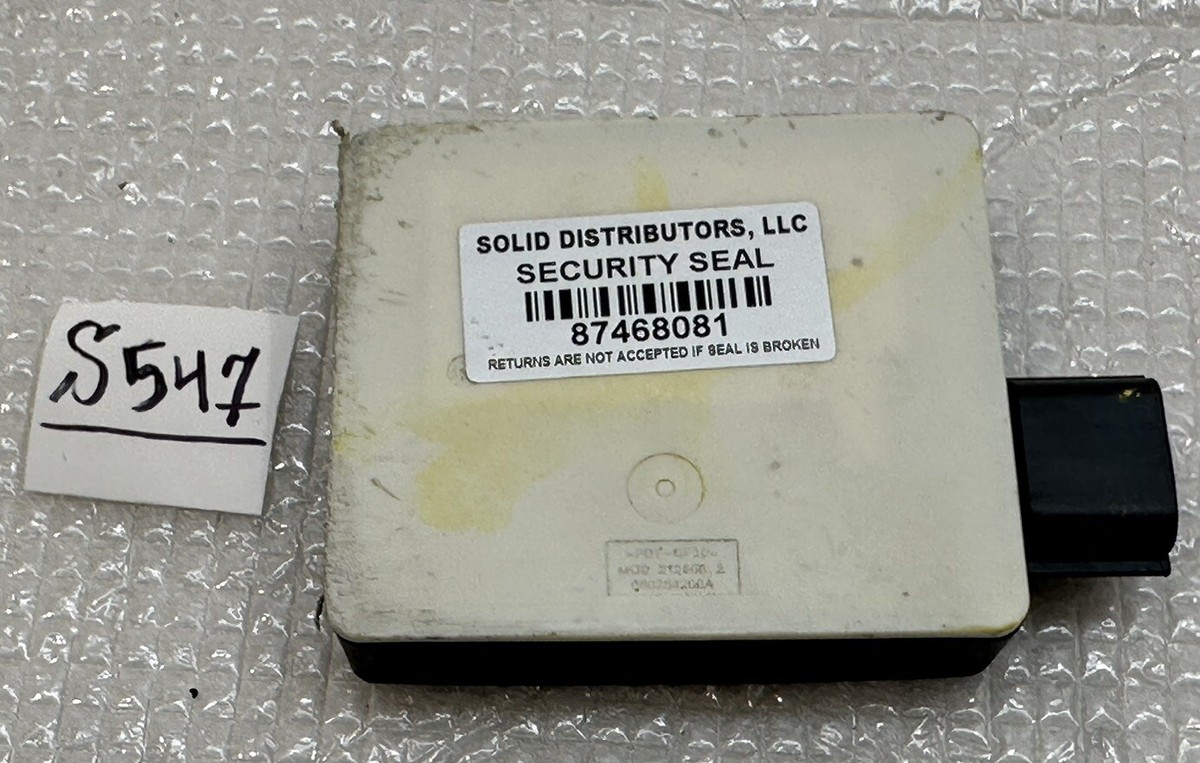 SOLID DISTRIBUTORS, LLC
SECURITY SEAL
87468081
RETURNS ARE NOT ACCEPTED IF SEAL IS BROKEN
S547